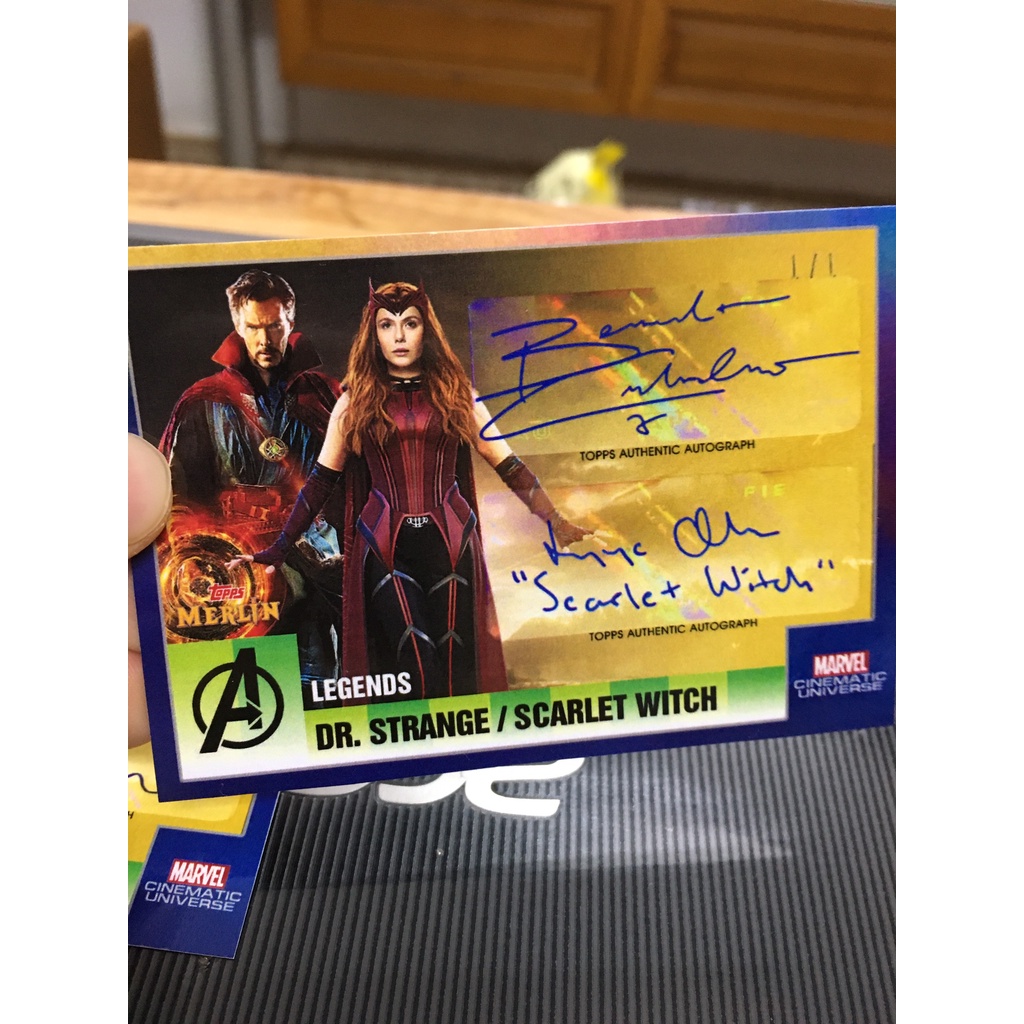 1/1
TOPPS AUTHENTIC AUTOGRAPH
PIE
"Scarlet Witch"
TOPPS AUTHENTIC AUTOGRAPH
TOPPS
MERLIN
LEGENDS
DR. STRANGE / SCARLET WITCH
MARVEL
CINEMATIC
UNIVERSE
MARVEL
CINEMATIC
UNIVERSE